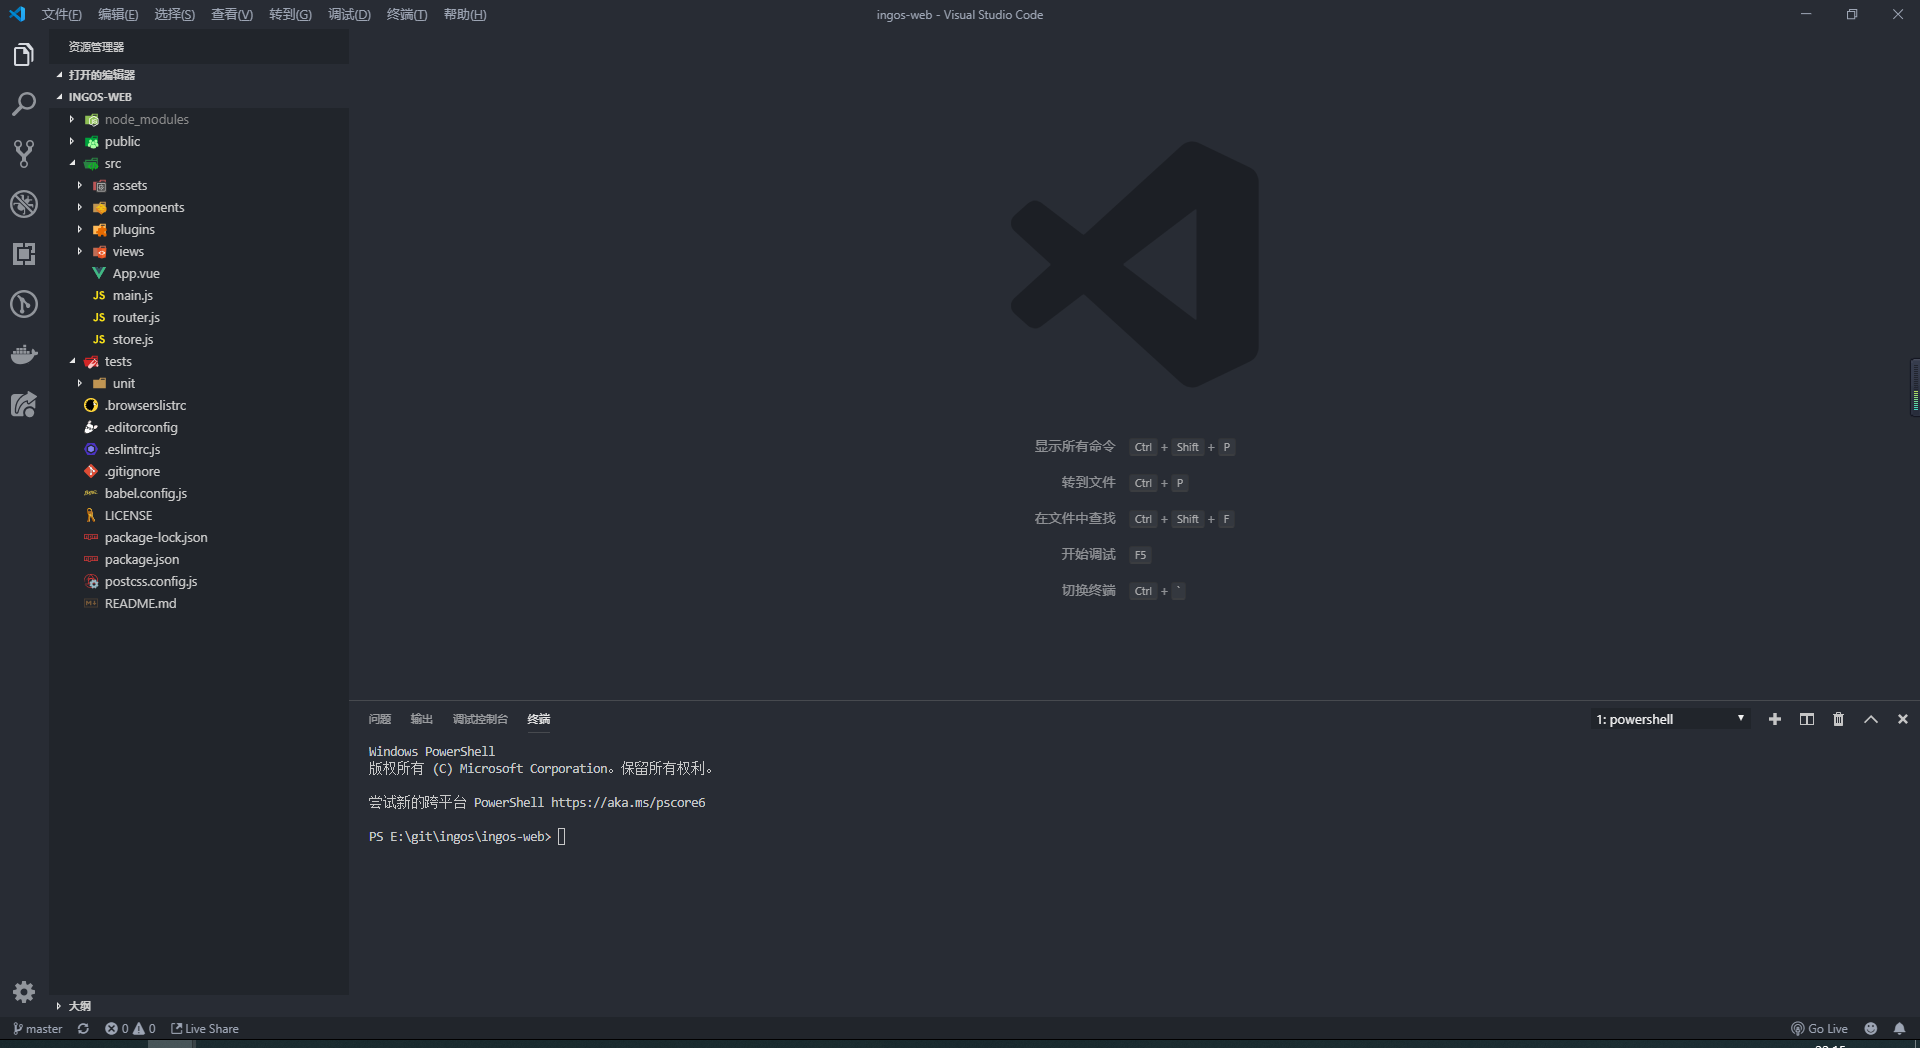 文件(F) 编辑(E) 选择(S) 查看(V) 转到(G) 调试(D) 终端(T) 帮助(H)
ingos-web - Visual Studio Code
资源管理器
打开的编辑器
INGOS-WEB
node_modules
public
src
assets
components
plugins
views
App.vue
JS main.js
JS router.js
JS store.js
tests
unit
.browserslistrc
.editorconfig
.eslintrc.js
.gitignore
babel.config.js
LICENSE
package-lock.json
package.json
postcss.config.js
README.md
大纲
显示所有命令 Ctrl + Shift + P
转到文件 Ctrl + P
在文件中查找 Ctrl + Shift + F
开始调试 F5
切换终端 Ctrl + `
问题 输出 调试控制台 终端
1: powershell
Windows PowerShell
版权所有 (C) Microsoft Corporation。保留所有权利。
尝试新的跨平台 PowerShell https://aka.ms/pscore6
PS E:\git\ingos\ingos-web>
master 0 0 Live Share
Go Live